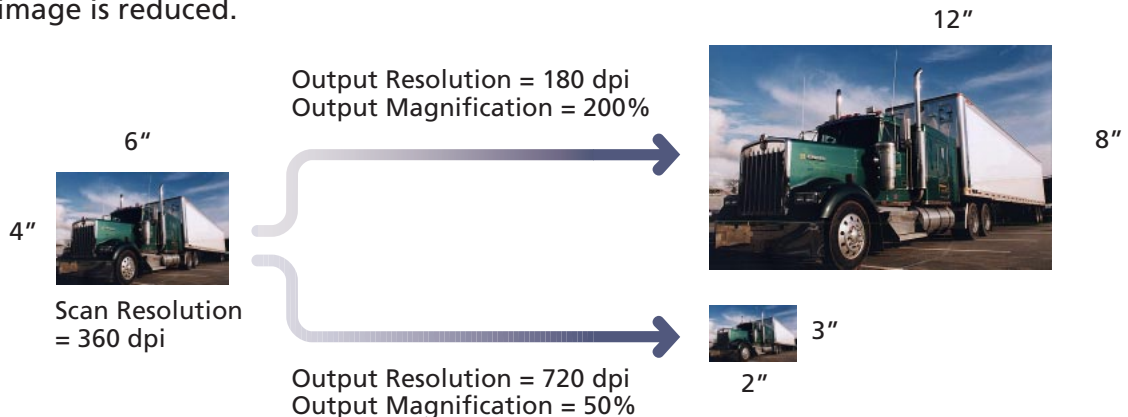 image is reduced.
12″
Output Resolution = 180 dpi
Output Magnification = 200%
6″
8″
4″
Scan Resolution
= 360 dpi
3″
2″
Output Resolution = 720 dpi
Output Magnification = 50%